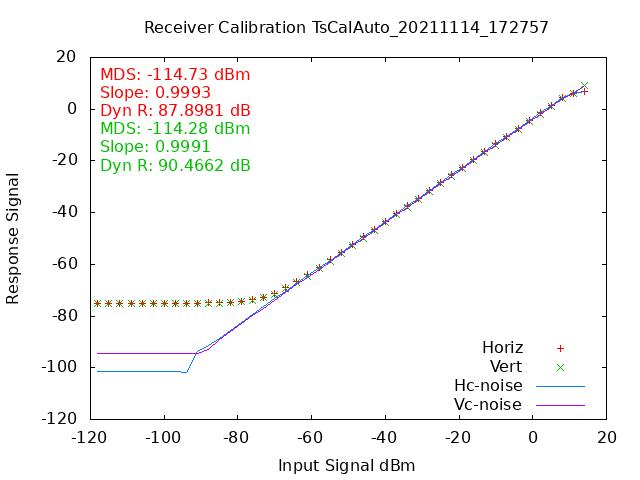 Receiver Calibration TsCalAuto_20211114_172757
20
MDS: -114.73 dBm
Slope: 0.9993
0
Dyn R: 87.8981 dB
MDS: -114.28 dBm
Slope: 0.9991
-20
Dyn R: 90.4662 dB
-40
Response Signal
-60
-80
Horiz
-100
Vert
Hc-noise
Vc-noise
-120
-120 -100 -80 -60 -40 -20 0 20
Input Signal dBm